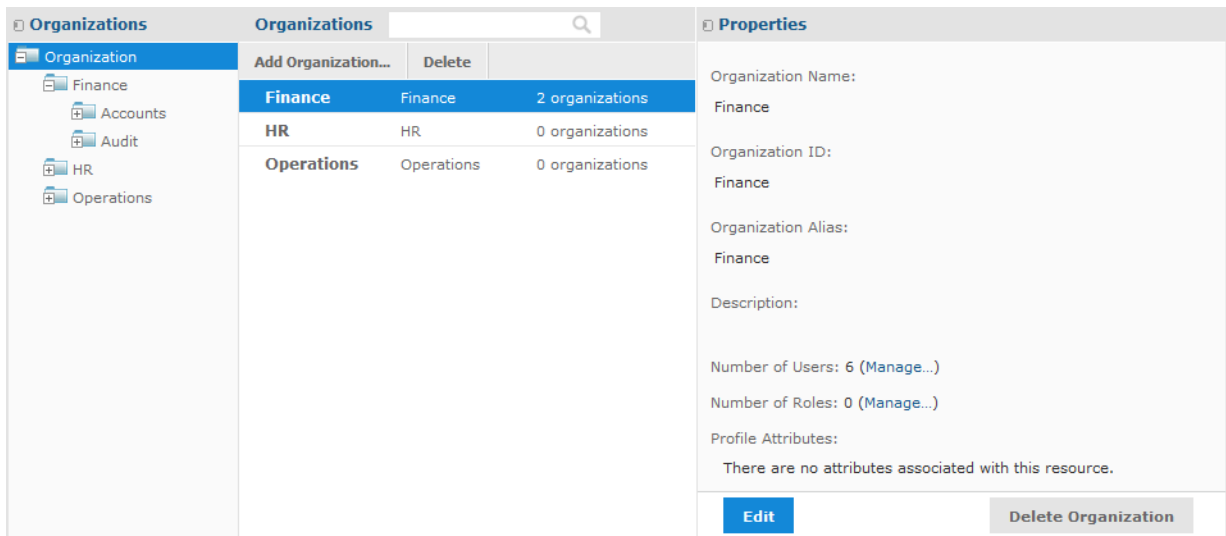 Organizations
Organization
Finance
Accounts
Audit
HR
Operations
Organizations
Add Organization... Delete
Finance Finance 2 organizations
HR HR 0 organizations
Operations Operations 0 organizations
Properties
Organization Name:
Finance
Organization ID:
Finance
Organization Alias:
Finance
Description:
Number of Users: 6 (Manage...)
Number of Roles: 0 (Manage...)
Profile Attributes:
There are no attributes associated with this resource.
Edit Delete Organization